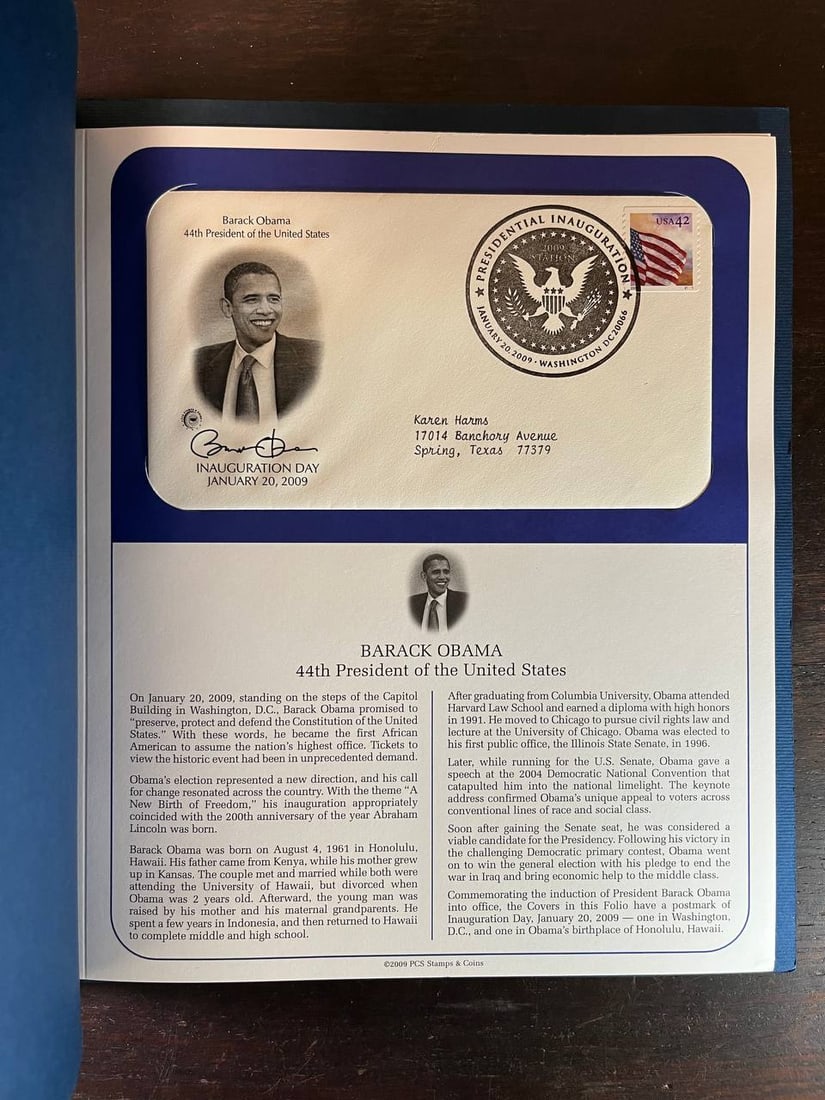 Barack Obama
44th President of the United States
PRESIDENTIAL INAUGURATION
2009
STATION
JANUARY 20, 2009 · WASHINGTON DC 20066
USA 42
Karen Harms
17014 Banchory Avenue
Spring, Texas 77379
INAUGURATION DAY
JANUARY 20, 2009
BARACK OBAMA
44th President of the United States
On January 20, 2009, standing on the steps of the Capitol
Building in Washington, D.C., Barack Obama promised to
“preserve, protect and defend the Constitution of the United
States.” With these words, he became the first African
American to assume the nation's highest office. Tickets to
view the historic event had been in unprecedented demand.
Obama's election represented a new direction, and his call
for change resonated across the country. With the theme “A
New Birth of Freedom,” his inauguration appropriately
coincided with the 200th anniversary of the year Abraham
Lincoln was born.
Barack Obama was born on August 4, 1961 in Honolulu,
Hawaii. His father came from Kenya, while his mother grew
up in Kansas. The couple met and married while both were
attending the University of Hawaii, but divorced when
Obama was 2 years old. Afterward, the young man was
raised by his mother and his maternal grandparents. He
spent a few years in Indonesia, and then returned to Hawaii
to complete middle and high school.
After graduating from Columbia University, Obama attended
Harvard Law School and earned a diploma with high honors
in 1991. He moved to Chicago to pursue civil rights law and
lecture at the University of Chicago. Obama was elected to
his first public office, the Illinois State Senate, in 1996.
Later, while running for the U.S. Senate, Obama gave a
speech at the 2004 Democratic National Convention that
catapulted him into the national limelight. The keynote
address confirmed Obama's unique appeal to voters across
conventional lines of race and social class.
Soon after gaining the Senate seat, he was considered a
viable candidate for the Presidency. Following his victory in
the challenging Democratic primary contest, Obama went
on to win the general election with his pledge to end the
war in Iraq and bring economic help to the middle class.
Commemorating the induction of President Barack Obama
into office, the Covers in this Folio have a postmark of
Inauguration Day, January 20, 2009 — one in Washington,
D.C., and one in Obama's birthplace of Honolulu, Hawaii.
©2009 PCS Stamps & Coins